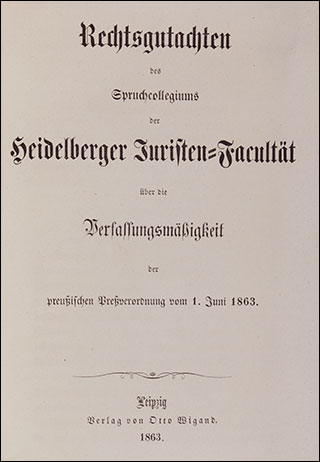 Rechtsgutachten
des
Spruchcollegiums
der
Heidelberger Juristen-Facultät
über die
Verfassungsmäßigkeit
der
preußischen Preßverordnung vom 1. Juni 1863.
Leipzig
Verlag von Otto Wigand.
1863.